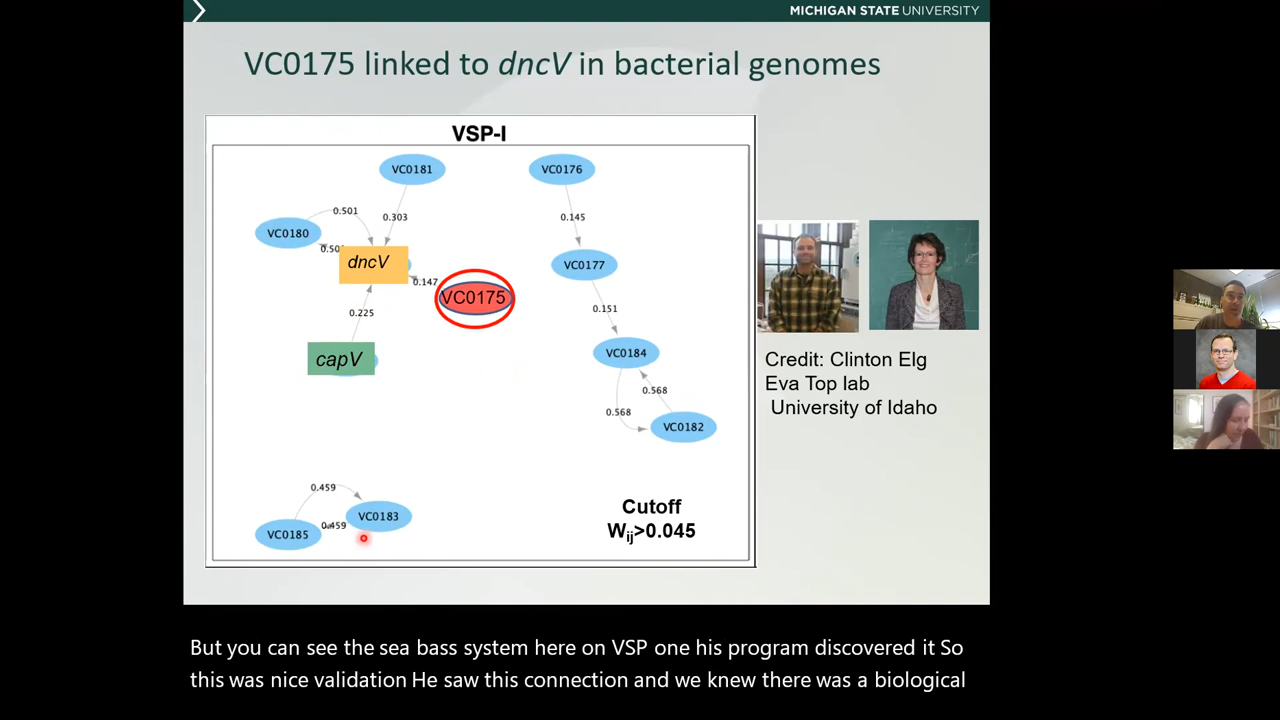 MICHIGAN STATE UNIVERSITY
VC0175 linked to dncV in bacterial genomes
VSP-I
VC0181
VC0176
0.501
0.303
0.145
VC0180
dncV
VC0177
0.147
VC0175
0.225
0.151
capV
VC0184
0.568
0.568
VC0182
0.459
VC0183
VC0185
0.459
Cutoff
Wij>0.045
Credit: Clinton Elg
Eva Top lab
University of Idaho
But you can see the sea bass system here on VSP one his program discovered it So
this was nice validation He saw this connection and we knew there was a biological